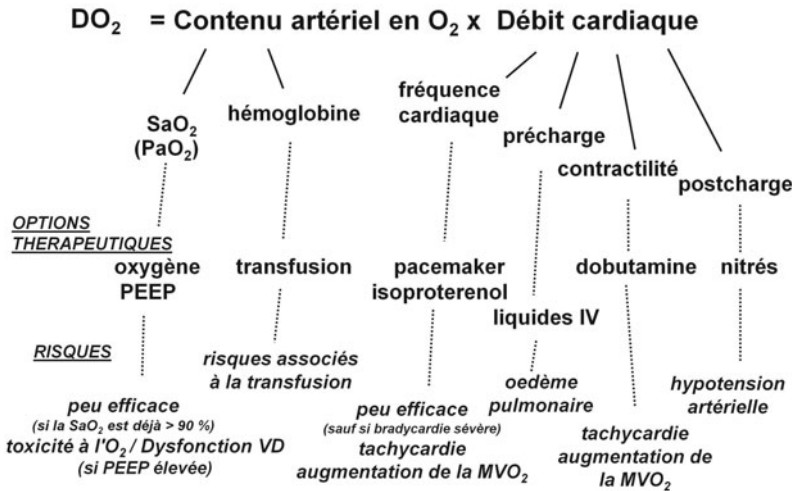 DO₂ = Contenu artériel en O₂ x Débit cardiaque
SaO₂
(PaO₂)
hémoglobine
fréquence
cardiaque
précharge
contractilité
postcharge
OPTIONS
THERAPEUTIQUES
oxygène
PEEP
transfusion
pacemaker
isoproterenol
liquides IV
dobutamine
nitrés
RISQUES
peu efficace
(si la SaO₂ est déjà > 90 %)
toxicité à l'O₂ / Dysfonction VD
(si PEEP élevée)
risques associés
à la transfusion
peu efficace
(sauf si bradycardie sévère)
tachycardie
augmentation de la MVO₂
oedème
pulmonaire
tachycardie
augmentation de
la MVO₂
hypotension
artérielle